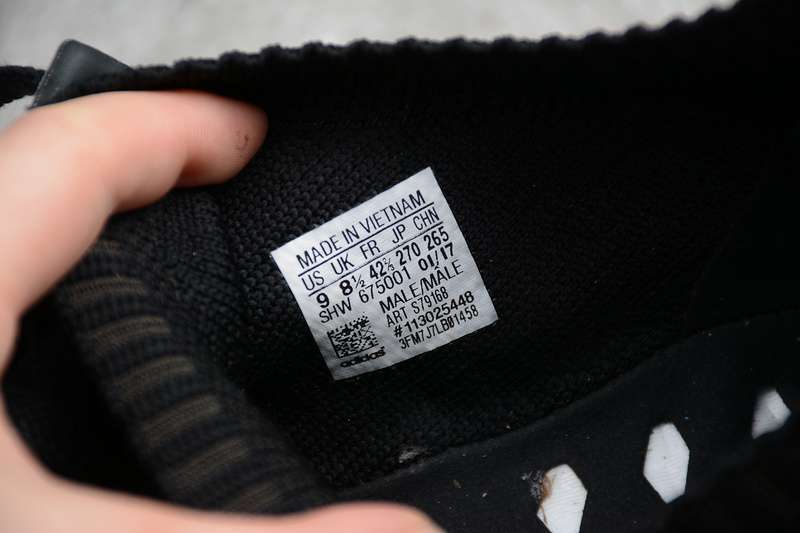 MADE IN VIETNAM
US UK FR JP CHN
9 8½ 42⅔ 270 265
SHW 675001 01/17
MALE/MALE
ART S79168
#113025448
3FM7J7LB01458
adidas